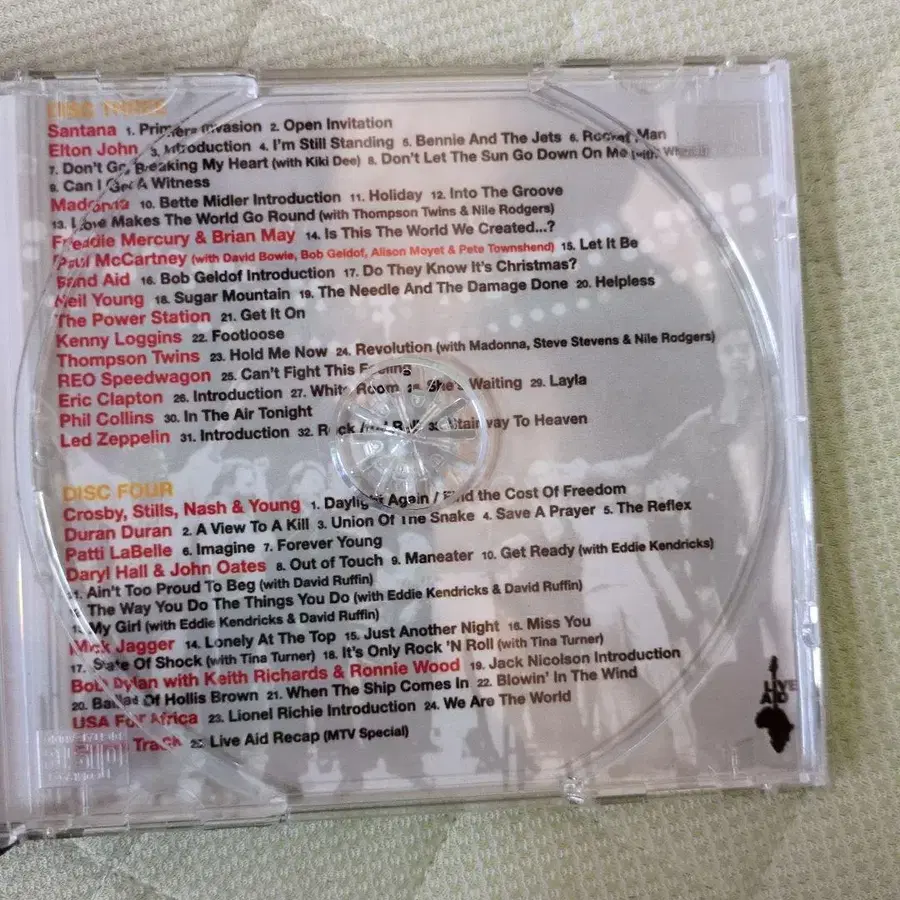 DISC THREE
Santana 1. Primera Invasion 2. Open Invitation
Elton John 3. Introduction 4. I'm Still Standing 5. Bennie And The Jets 6. Rocket Man
7. Don't Go Breaking My Heart (with Kiki Dee) 8. Don't Let The Sun Go Down On Me (with
9. Can I Get A Witness
Madonna 10. Bette Midler Introduction 11. Holiday 12. Into The Groove
13. Love Makes The World Go Round (with Thompson Twins & Nile Rodgers)
Freddie Mercury & Brian May 14. Is This The World We Created...?
Paul McCartney (with David Bowie, Bob Geldof, Alison Moyet & Pete Townshend) 15. Let It Be
Band Aid 16. Bob Geldof Introduction 17. Do They Know It's Christmas?
Neil Young 18. Sugar Mountain 19. The Needle And The Damage Done 20. Helpless
The Power Station 21. Get It On
Kenny Loggins 22. Footloose
Thompson Twins 23. Hold Me Now 24. Revolution (with Madonna, Steve Stevens & Nile Rodgers)
REO Speedwagon 25. Can't Fight This Feeling
Eric Clapton 26. Introduction 27. White Room 28. She's Waiting 29. Layla
Phil Collins 30. In The Air Tonight
Led Zeppelin 31. Introduction 32. Rock And Roll 33. Stairway To Heaven
DISC FOUR
Crosby, Stills, Nash & Young 1. Daylight Again / Find the Cost Of Freedom
Duran Duran 2. A View To A Kill 3. Union Of The Snake 4. Save A Prayer 5. The Reflex
Patti LaBelle 6. Imagine 7. Forever Young
Daryl Hall & John Oates 8. Out of Touch 9. Maneater 10. Get Ready (with Eddie Kendricks)
11. Ain't Too Proud To Beg (with David Ruffin)
12. The Way You Do The Things You Do (with Eddie Kendricks & David Ruffin)
13. My Girl (with Eddie Kendricks & David Ruffin)
Mick Jagger 14. Lonely At The Top 15. Just Another Night 16. Miss You
17. State Of Shock (with Tina Turner) 18. It's Only Rock 'N Roll (with Tina Turner)
Bob Dylan with Keith Richards & Ronnie Wood 19. Jack Nicolson Introduction
20. Ballad Of Hollis Brown 21. When The Ship Comes In 22. Blowin' In The Wind
USA For Africa 23. Lionel Richie Introduction 24. We Are The World
Track 25. Live Aid Recap (MTV Special)
LIVE
AID